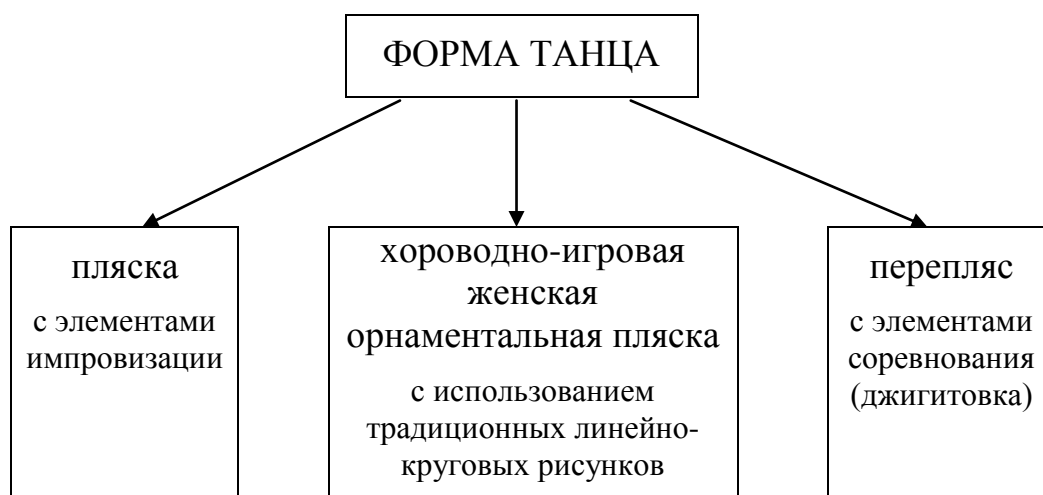 ФОРМА ТАНЦА
пляска
с элементами
импровизации
хороводно-игровая
женская
орнаментальная пляска
с использованием
традиционных линейно-
круговых рисунков
перепляс
с элементами
соревнования
(джигитовка)